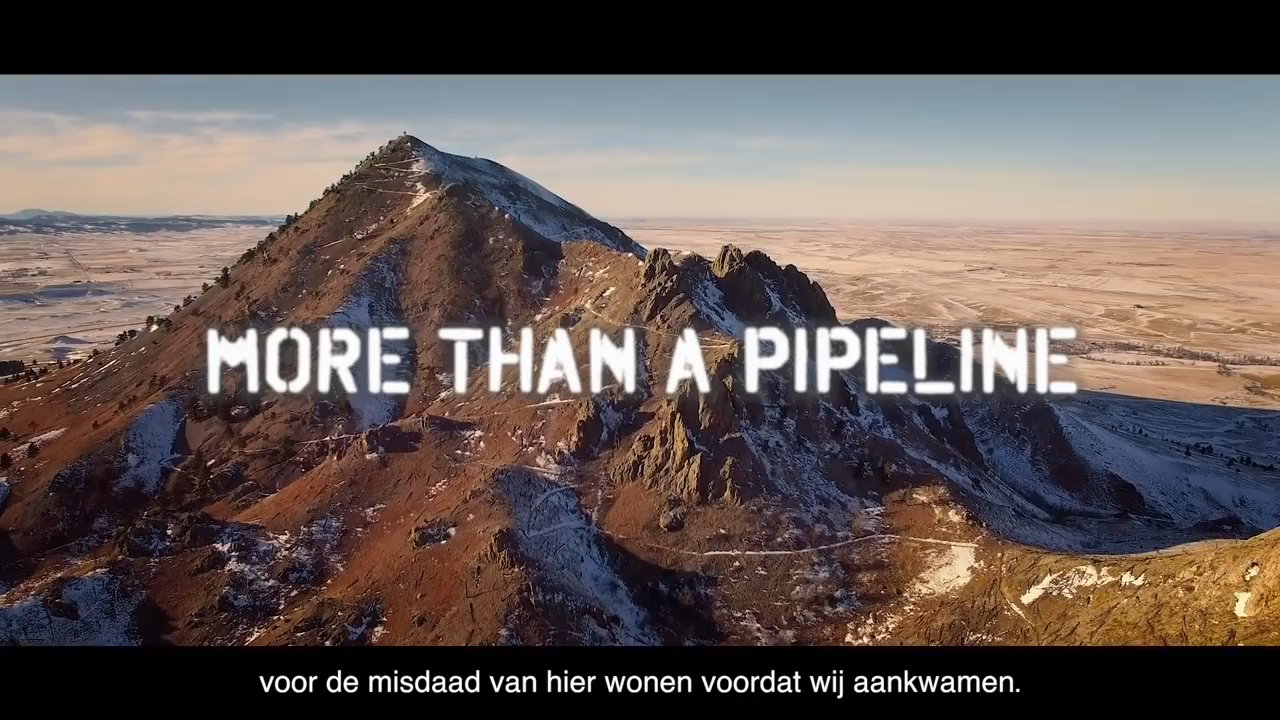 MORE THAN A PIPELINE
voor de misdaad van hier wonen voordat wij aankwamen.